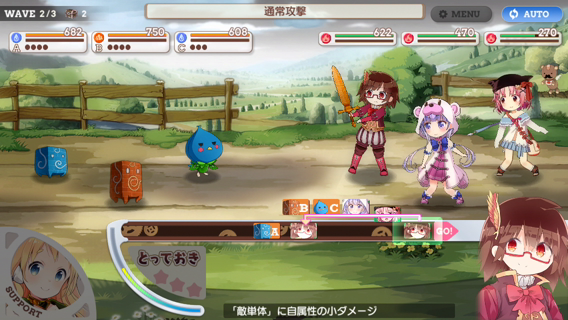 WAVE 2/3 2
通常攻撃
MENU
AUTO
682
A
750
B
608
C
622
470
270
B C
A
GO!
とっておき
SUPPORT
「敵単体」に自属性の小ダメージ